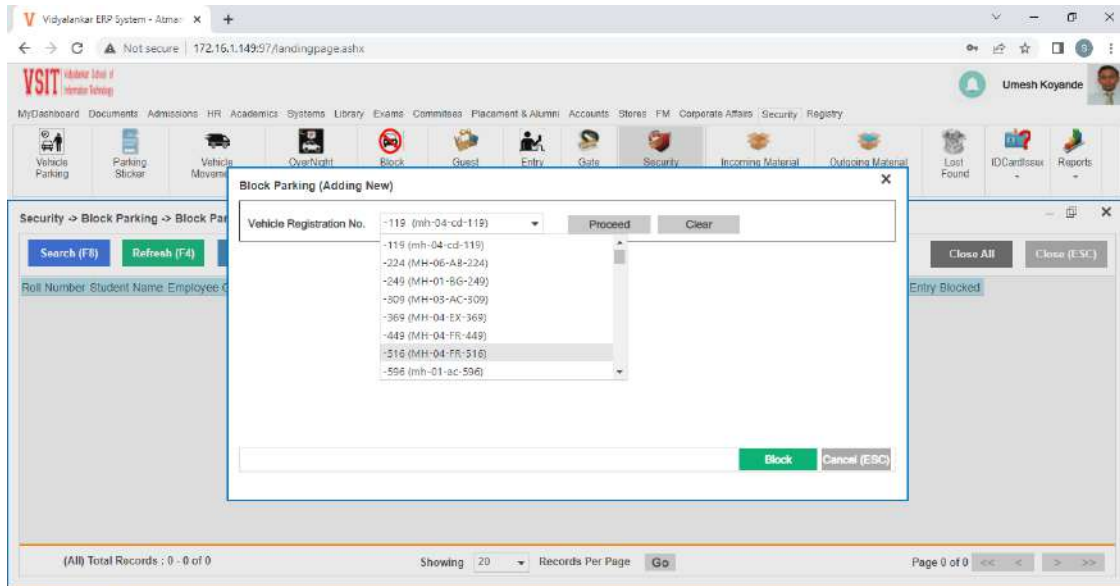 Vidyalankar ERP System - Atma
Not secure 172.16.1.149:97/landingpage.ashx
VSIT Vidyalankar School of
Information Technology
Umesh Koyande
MyDashboard Documents Admissions HR Academics Systems Library Exams Committees Placement & Alumni Accounts Stores FM Corporate Affairs Security Registry
Vehicle Parking Vehicle OverNight Block Guest Entry Gate Security Incoming Material Outgoing Material Lost IDCardIssue Reports
Parking Sticker Moveme Found
Block Parking (Adding New)
Security -> Block Parking -> Block Par
Vehicle Registration No. -119 (mh-04-cd-119) Proceed Clear
Search (F8) Refresh (F4) Close All Close (ESC)
-119 (mh-04-cd-119)
-224 (MH-06-AB-224)
-249 (MH-01-BG-249)
Roll Number Student Name Employee C Entry Blocked
-309 (MH-03-AC-309)
-369 (MH-04-EX-369)
-449 (MH-04-FR-449)
-516 (MH-04-FR-516)
-596 (mh-01-ac-596)
Block Cancel (ESC)
(All) Total Records : 0 - 0 of 0 Showing 20 Records Per Page Go Page 0 of 0 << < > >>